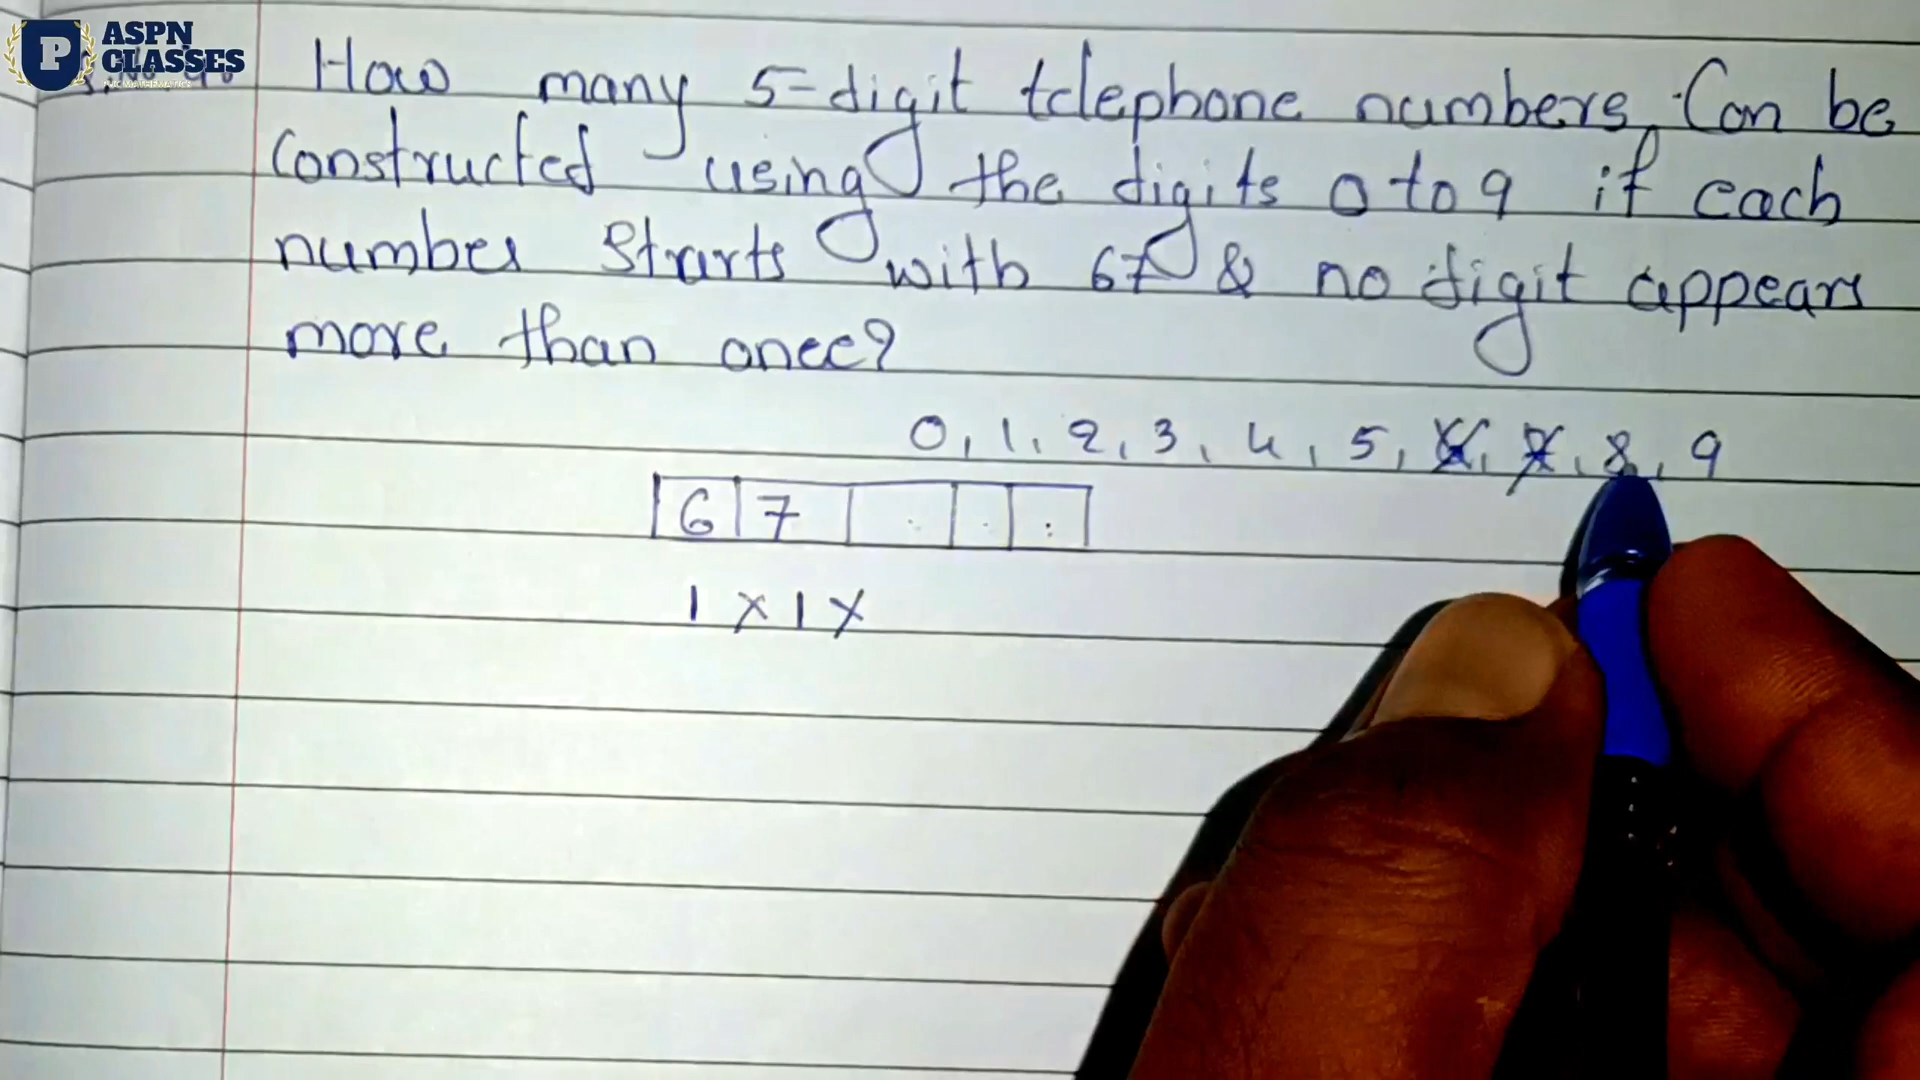 ASPN
CLASSES
How many 5-digit telephone numbers, Can be
constructed using the digits 0 to 9 if each
number starts with 67 & no digit appears
more than once?
0, 1, 2, 3, 4, 5, 6, 7, 8, 9
6 7
1 × 1 ×